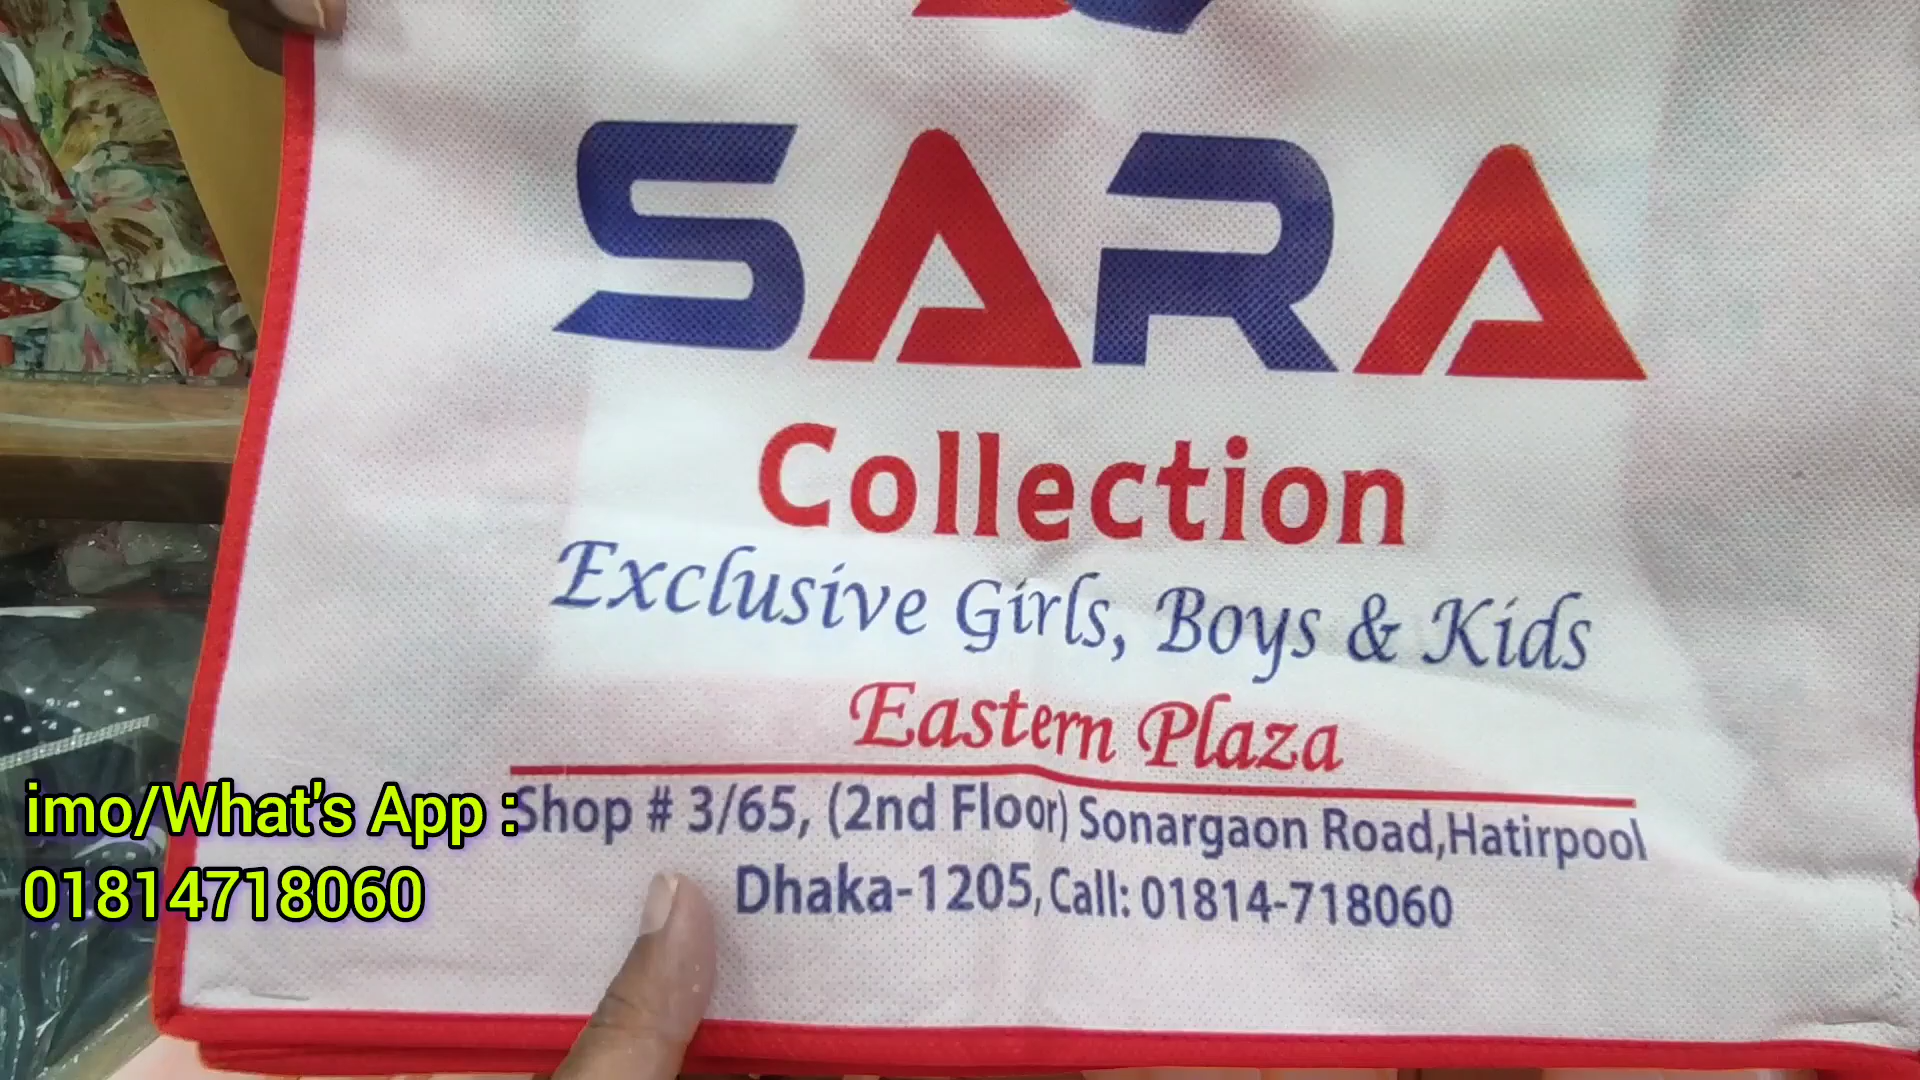 SARA
Collection
Exclusive Girls, Boys & Kids
Eastern Plaza
Shop # 3/65, (2nd Floor) Sonargaon Road,Hatirpool
Dhaka-1205, Call: 01814-718060
imo/What's App :
01814718060